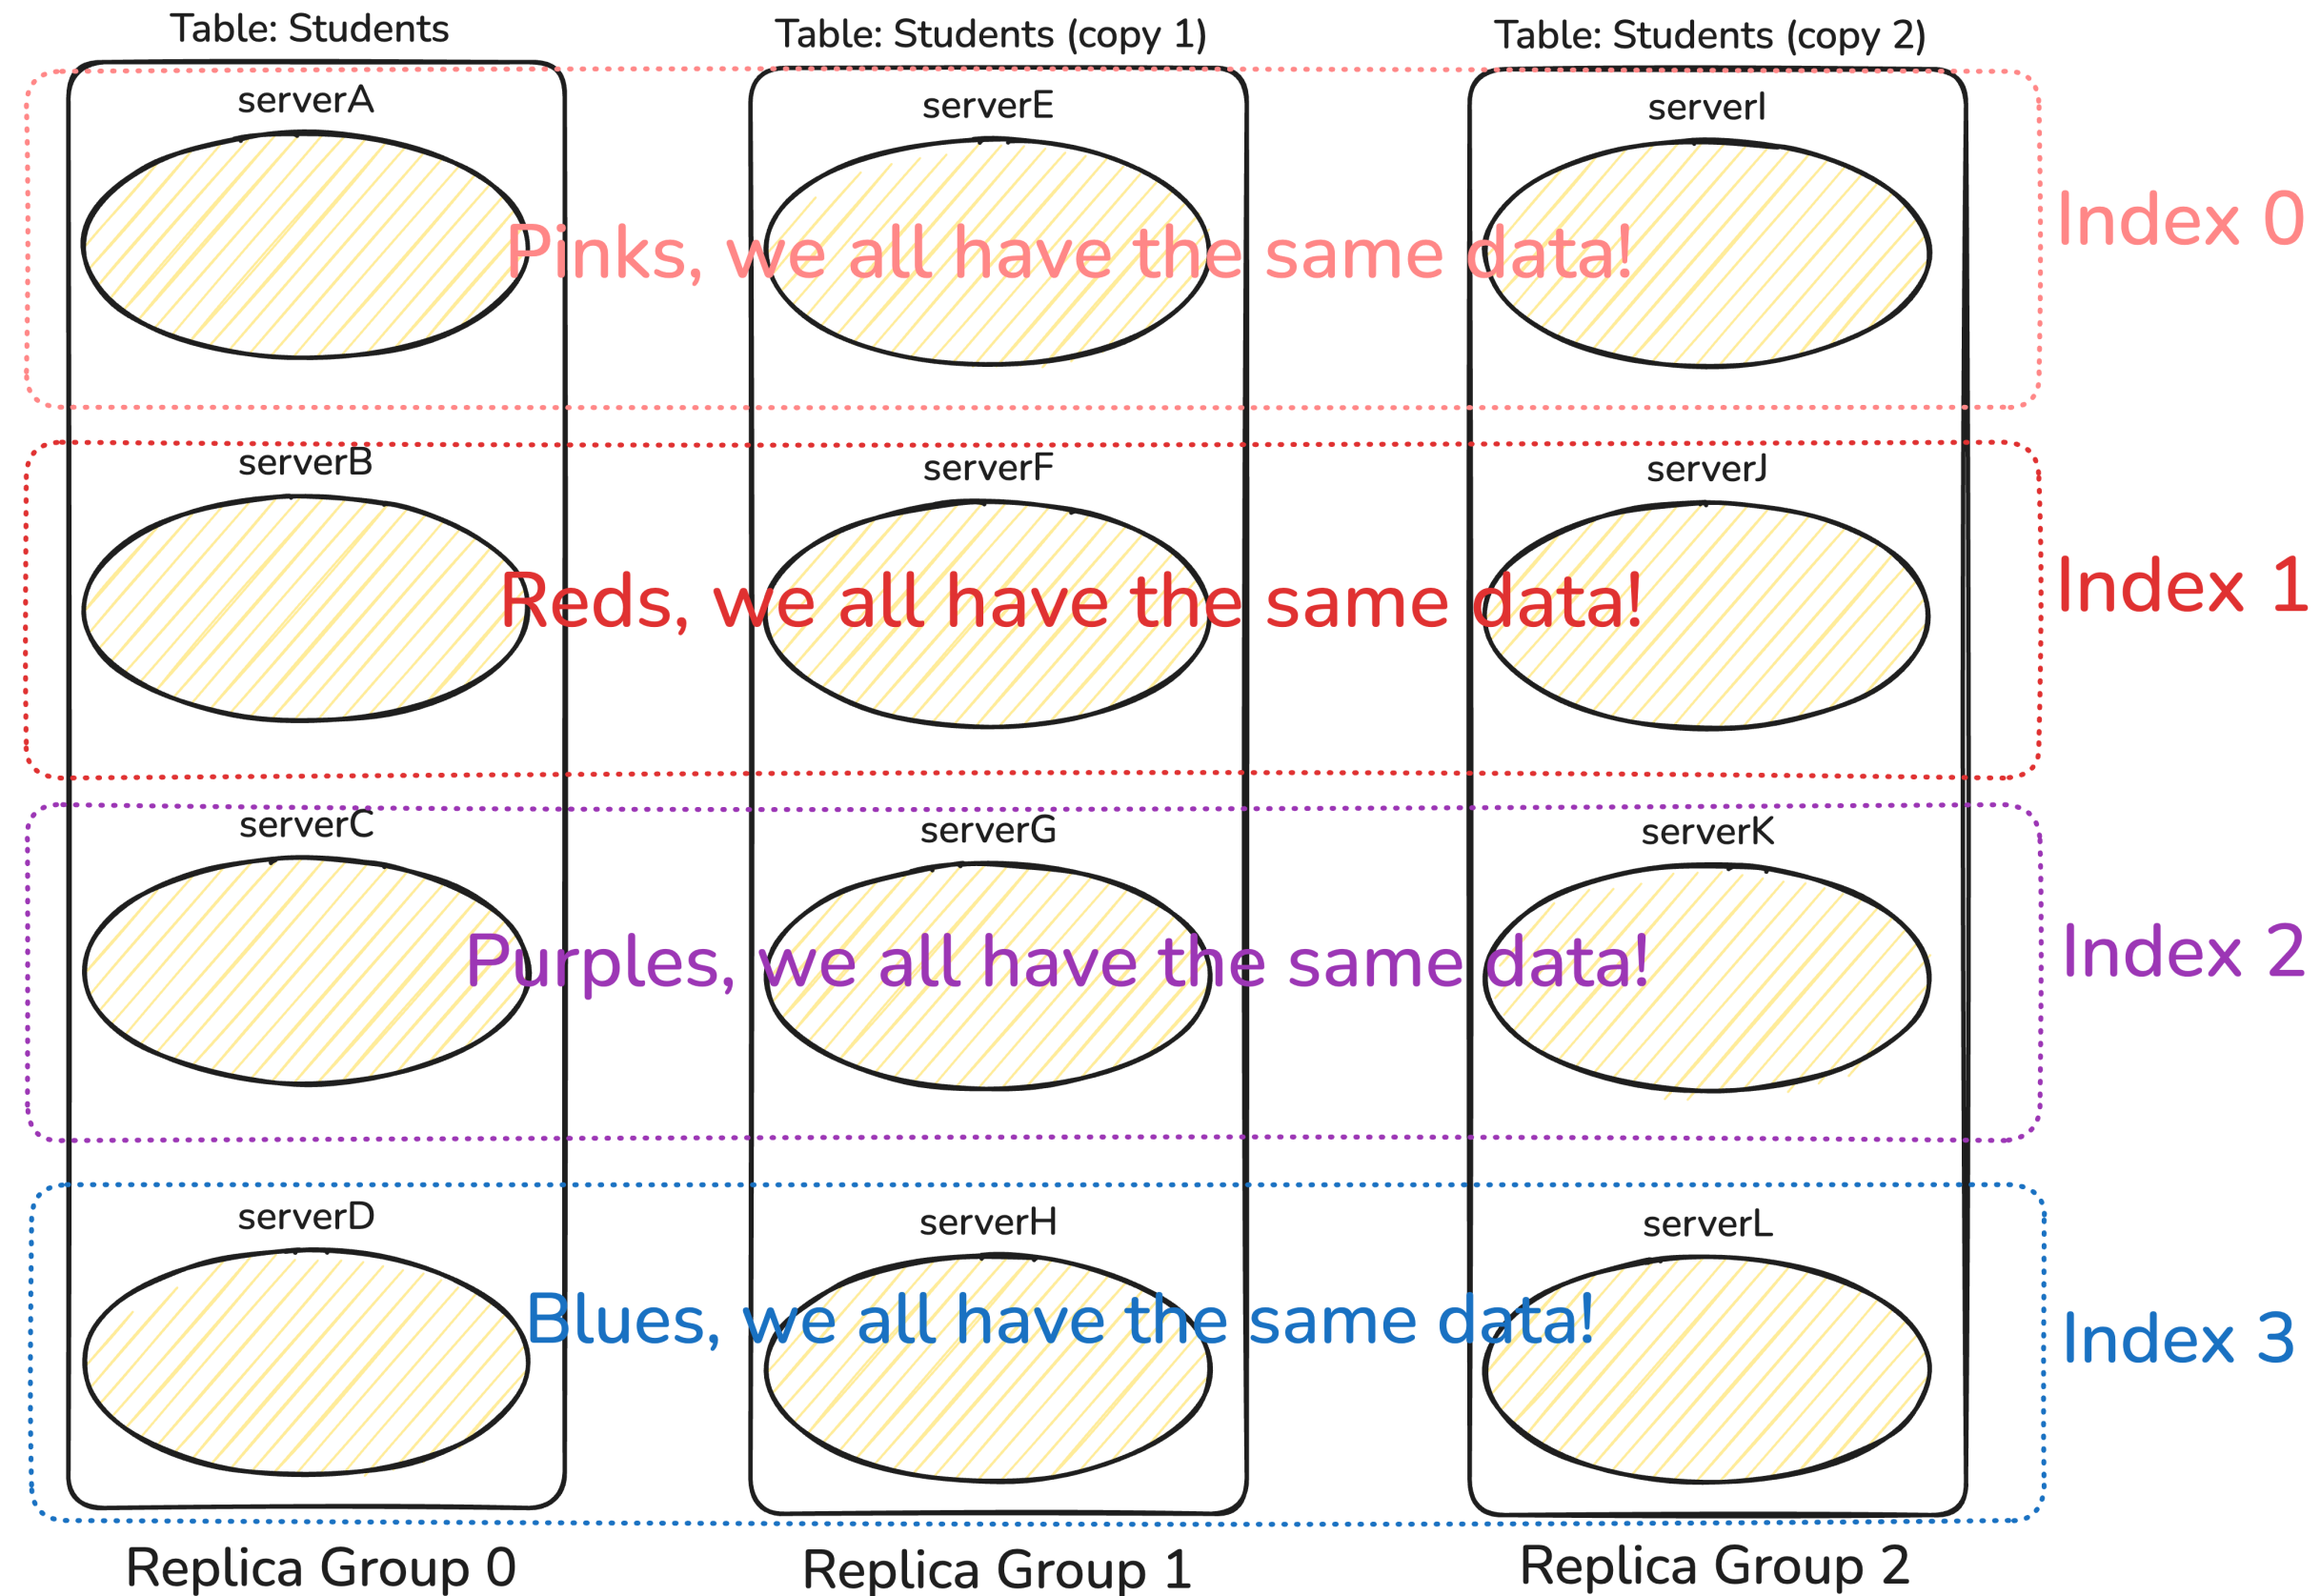 Table: Students
Table: Students (copy 1)
Table: Students (copy 2)
serverA
serverE
serverI
Pinks, we all have the same data!
Index 0
serverB
serverF
serverJ
Reds, we all have the same data!
Index 1
serverC
serverG
serverK
Purples, we all have the same data!
Index 2
serverD
serverH
serverL
Blues, we all have the same data!
Index 3
Replica Group 0
Replica Group 1
Replica Group 2